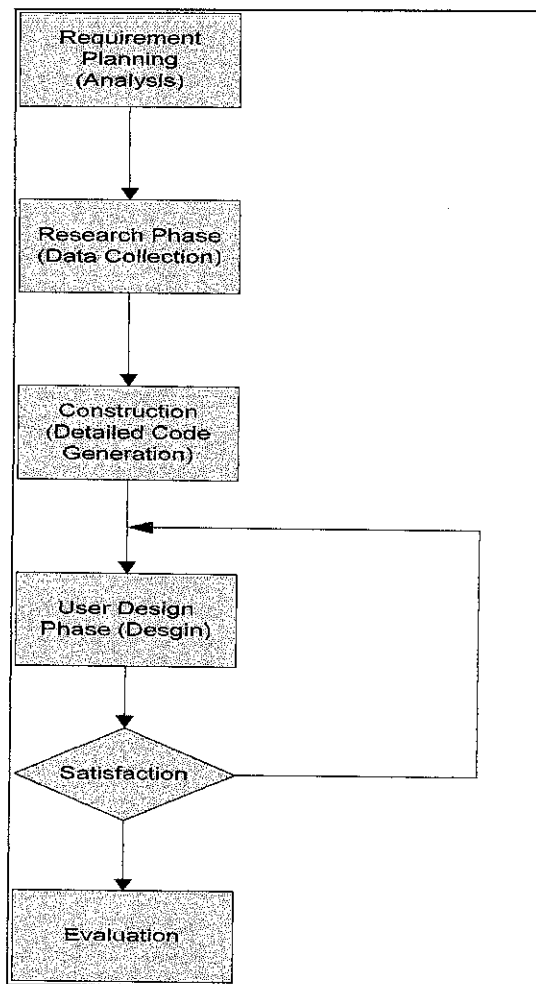 Requirement
Planning
(Analysis)
Research Phase
(Data Collection)
Construction
(Detailed Code
Generation)
User Design
Phase (Desgin)
Satisfaction
Evaluation